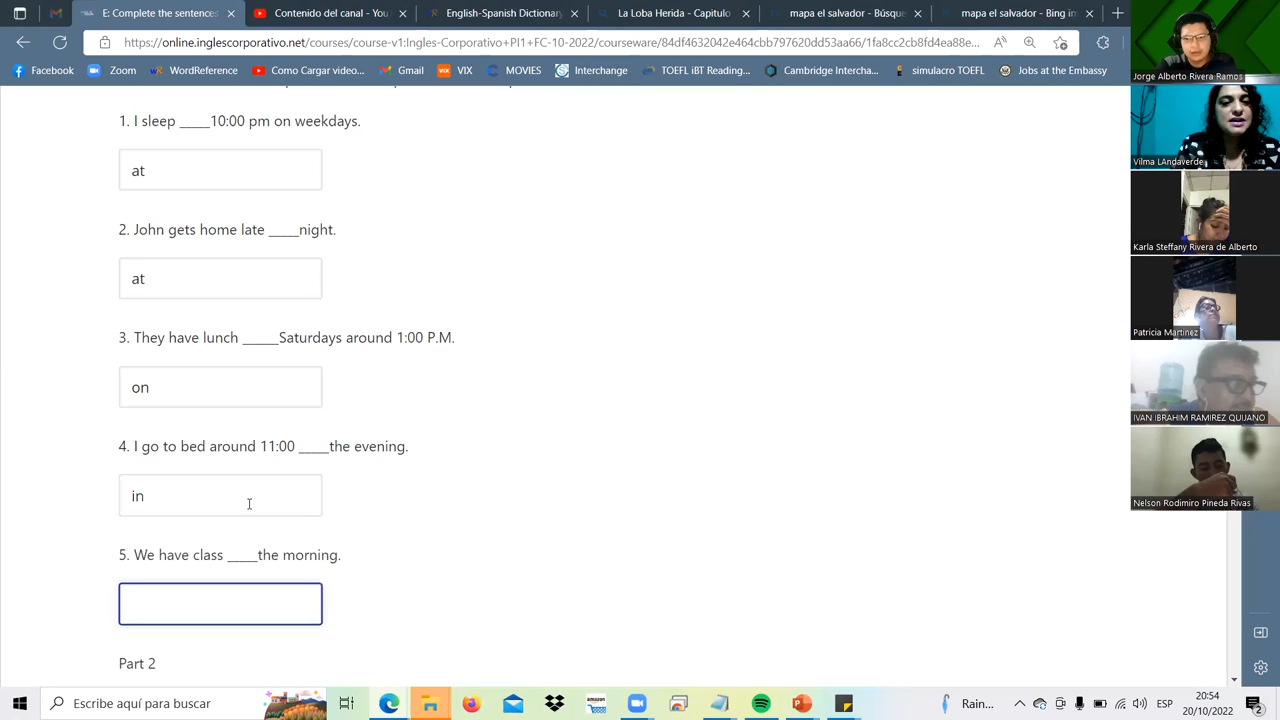 E: Complete the sentences
Contenido del canal - You
English-Spanish Dictionary
La Loba Herida - Capitulo
mapa el salvador - Búsque
mapa el salvador - Bing im
https://online.inglescorporativo.net/courses/course-v1:Ingles-Corporativo+PI1+FC-10-2022/courseware/84df4632042e464cbb797620dd53aa66/1fa8cc2cb8fd4ea88e...
Facebook
Zoom
WordReference
Como Cargar video...
Gmail
VIX
MOVIES
Interchange
TOEFL iBT Reading...
Cambridge Intercha...
simulacro TOEFL
Jobs at the Embassy
1. I sleep _____10:00 pm on weekdays.
at
2. John gets home late _____night.
at
3. They have lunch ______Saturdays around 1:00 P.M.
on
4. I go to bed around 11:00 _____the evening.
in
5. We have class _____the morning.
Part 2
Jorge Alberto Rivera Ramos
Vilma LAndaverde
Karla Steffany Rivera de Alberto
Patricia Martinez
IVAN IBRAHIM RAMIREZ QUIJANO
Nelson Rodimiro Pineda Rivas
Escribe aquí para buscar
Rain...
ESP
20:54
20/10/2022
2